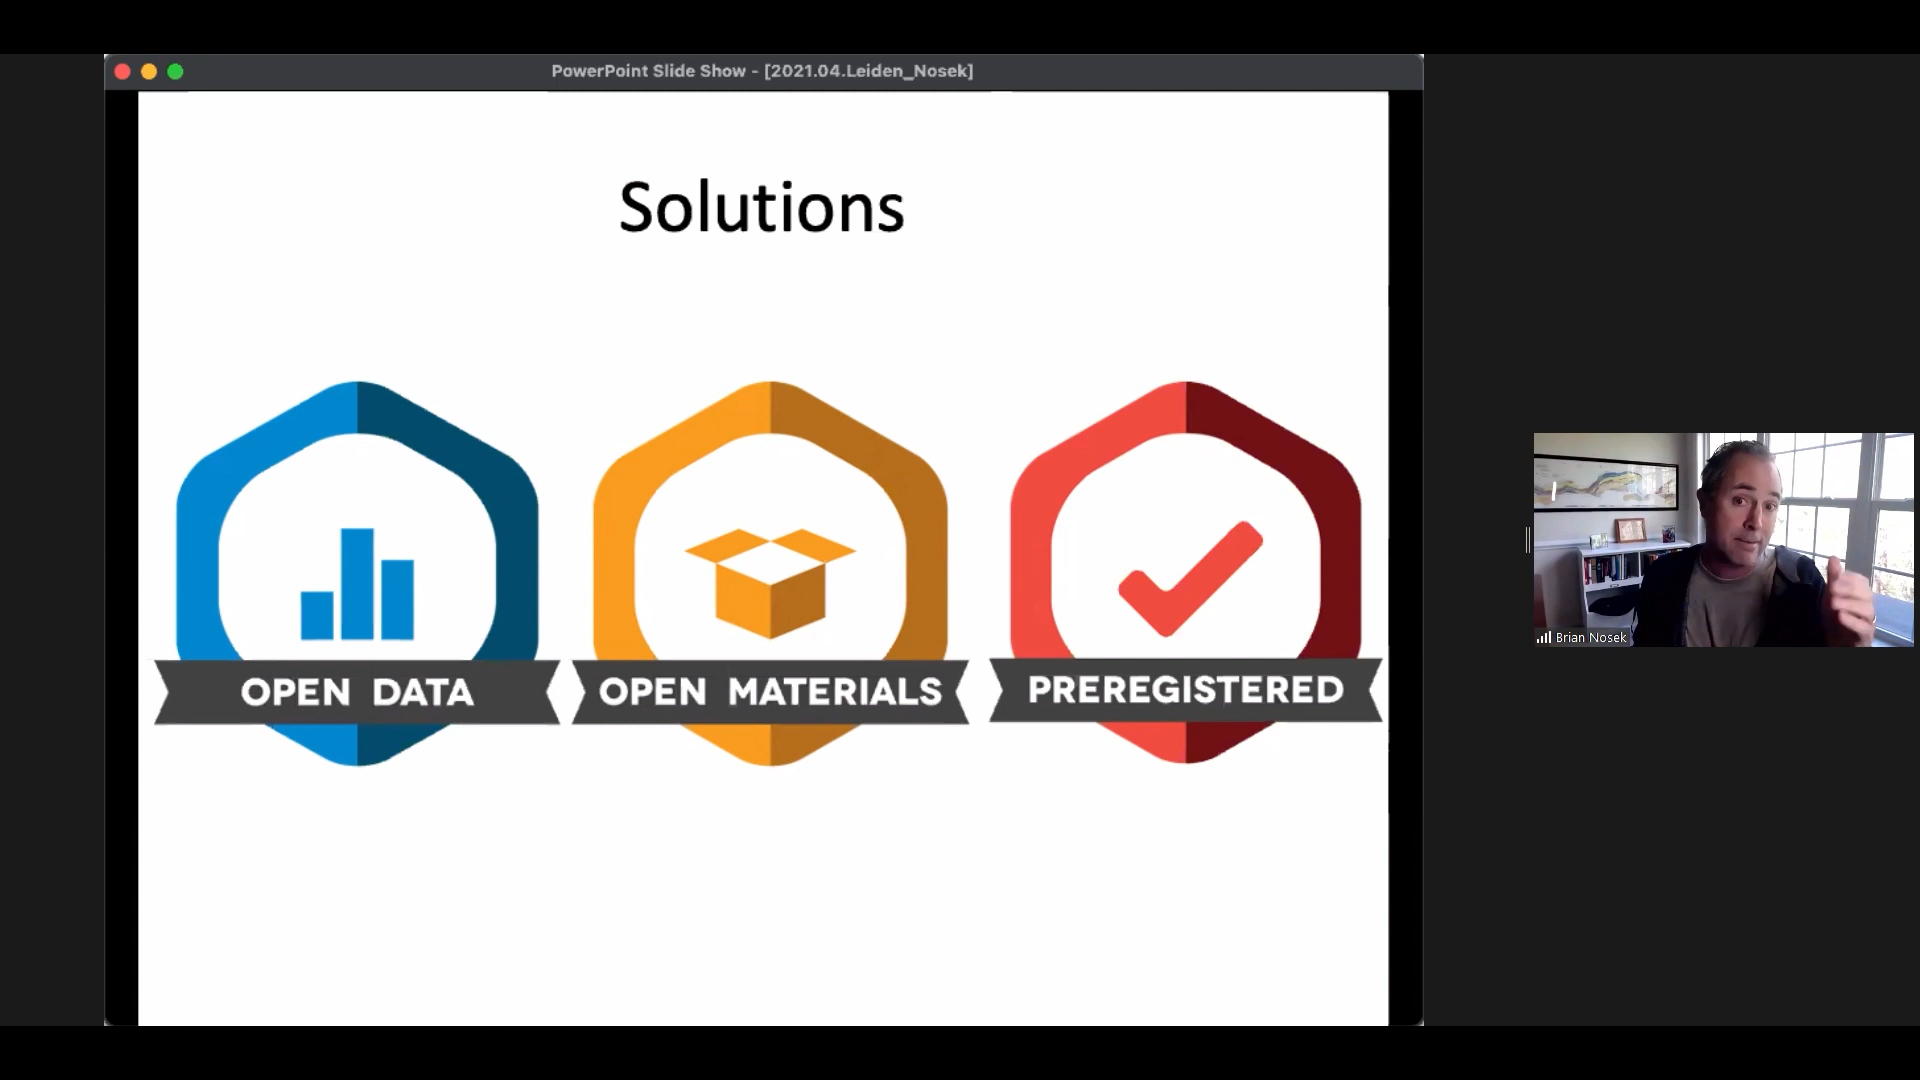 PowerPoint Slide Show - [2021.04.Leiden_Nosek]
Solutions
OPEN DATA
OPEN MATERIALS
PREREGISTERED
Brian Nosek